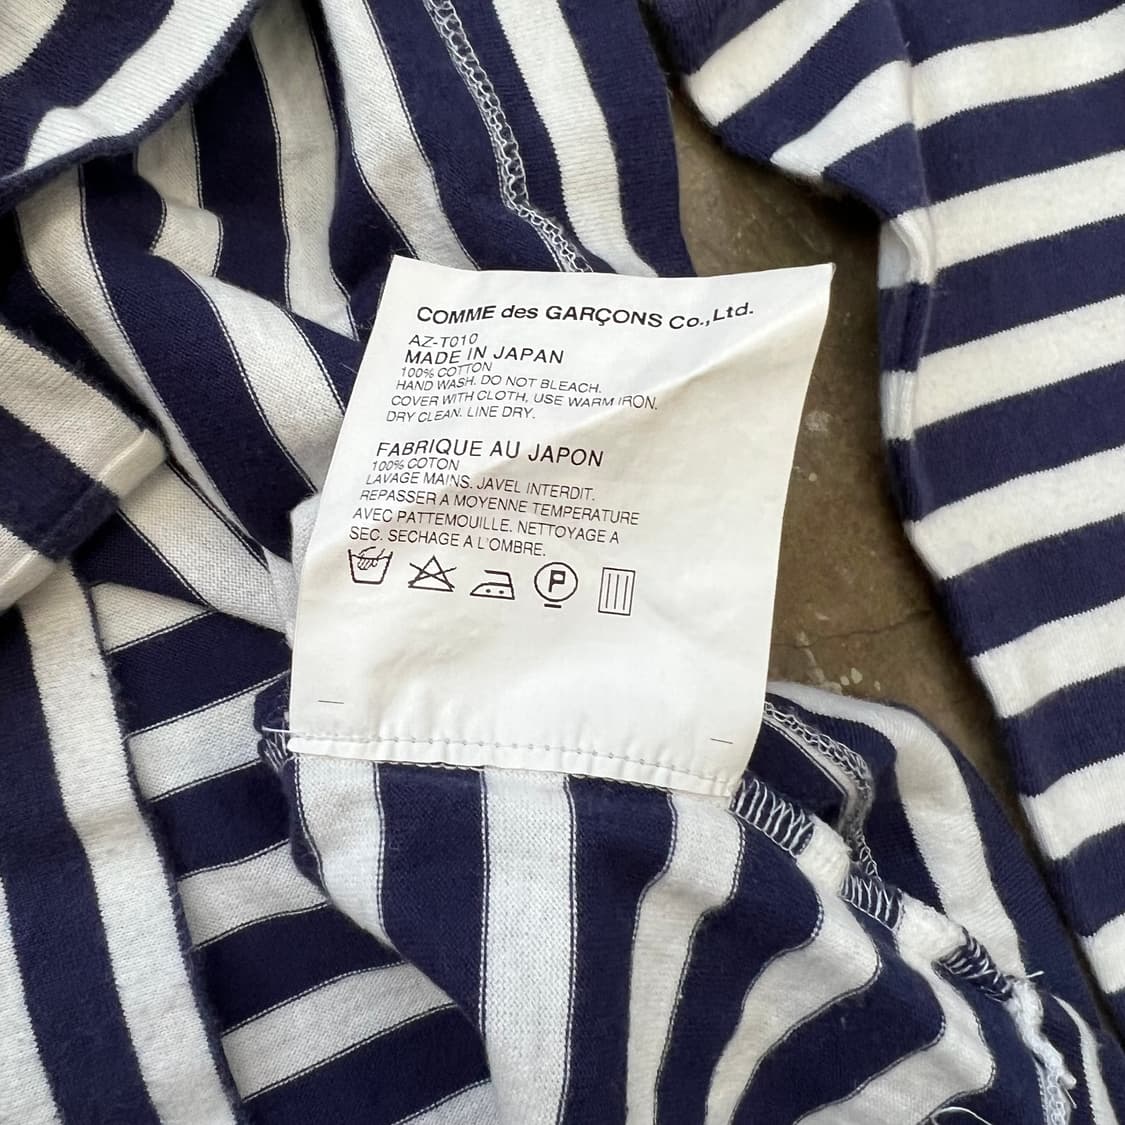 COMME des GARÇONS Co.,Ltd.
AZ-T010
MADE IN JAPAN
100% COTTON
HAND WASH. DO NOT BLEACH.
COVER WITH CLOTH, USE WARM IRON.
DRY CLEAN. LINE DRY.
FABRIQUE AU JAPON
100% COTON
LAVAGE MAINS. JAVEL INTERDIT.
REPASSER A MOYENNE TEMPERATURE
AVEC PATTEMOUILLE. NETTOYAGE A
SEC. SECHAGE A L'OMBRE.
P